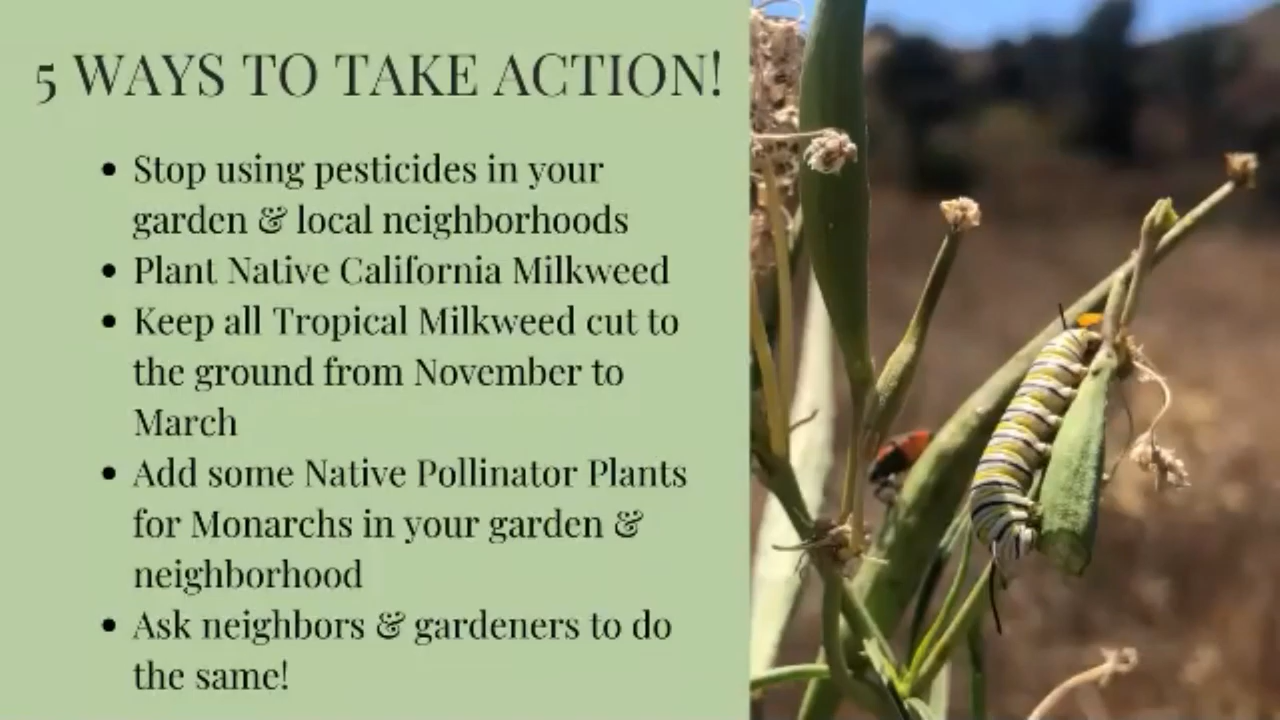 5 WAYS TO TAKE ACTION!
• Stop using pesticides in your
garden & local neighborhoods
• Plant Native California Milkweed
• Keep all Tropical Milkweed cut to
the ground from November to
March
• Add some Native Pollinator Plants
for Monarchs in your garden &
neighborhood
• Ask neighbors & gardeners to do
the same!